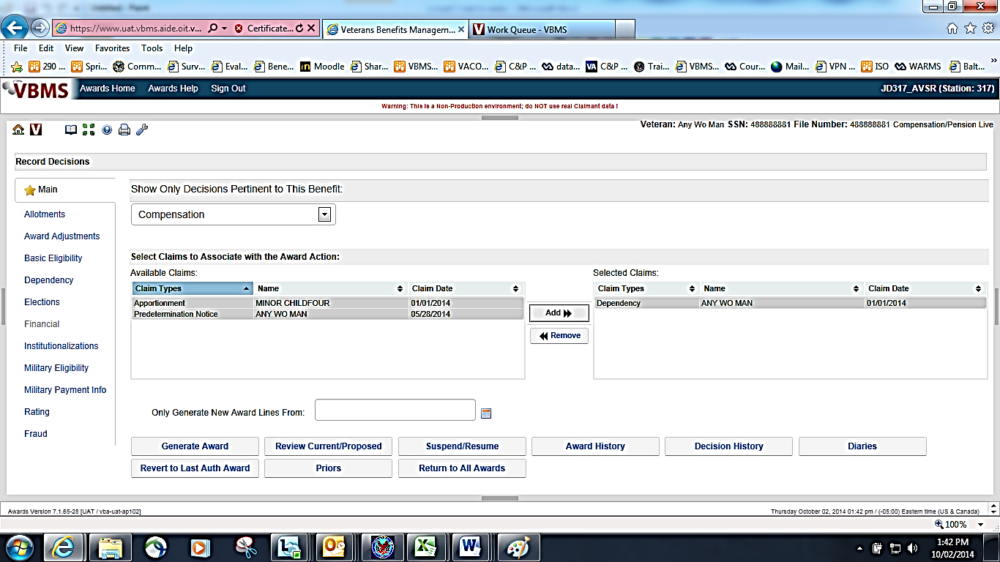 https://www.uat.vbms.aide.oit.v... Certificate... Veterans Benefits Managem... Work Queue - VBMS
File Edit View Favorites Tools Help
290 ... Spri... Comm... Surv... Eval... Bene... Moodle Shar... VBMS... VACO... C&P ... data... C&P ... Trai... VBMS... Cour... Mail... VPN ... ISO WARMS Balt...
VBMS Awards Home Awards Help Sign Out JD317_AVSR (Station: 317)
Warning: This is a Non-Production environment; do NOT use real Claimant data !
Veteran: Any Wo Man SSN: 488888881 File Number: 488888881 Compensation/Pension Live
Record Decisions
Main
Allotments
Award Adjustments
Basic Eligibility
Dependency
Elections
Financial
Institutionalizations
Military Eligibility
Military Payment Info
Rating
Fraud
Show Only Decisions Pertinent to This Benefit:
Compensation
Select Claims to Associate with the Award Action:
Available Claims:
Claim Types Name Claim Date
Apportionment MINOR CHILDFOUR 01/01/2014
Predetermination Notice ANY WO MAN 05/28/2014
Add
Remove
Selected Claims:
Claim Types Name Claim Date
Dependency ANY WO MAN 01/01/2014
Only Generate New Award Lines From:
Generate Award Review Current/Proposed Suspend/Resume Award History Decision History Diaries
Revert to Last Auth Award Priors Return to All Awards
Awards Version 7.1.65-28 [UAT / vba-uat-ap102] Thursday October 02, 2014 01:42 pm / (-05:00) Eastern time (US & Canada)
100%
1:42 PM
10/02/2014